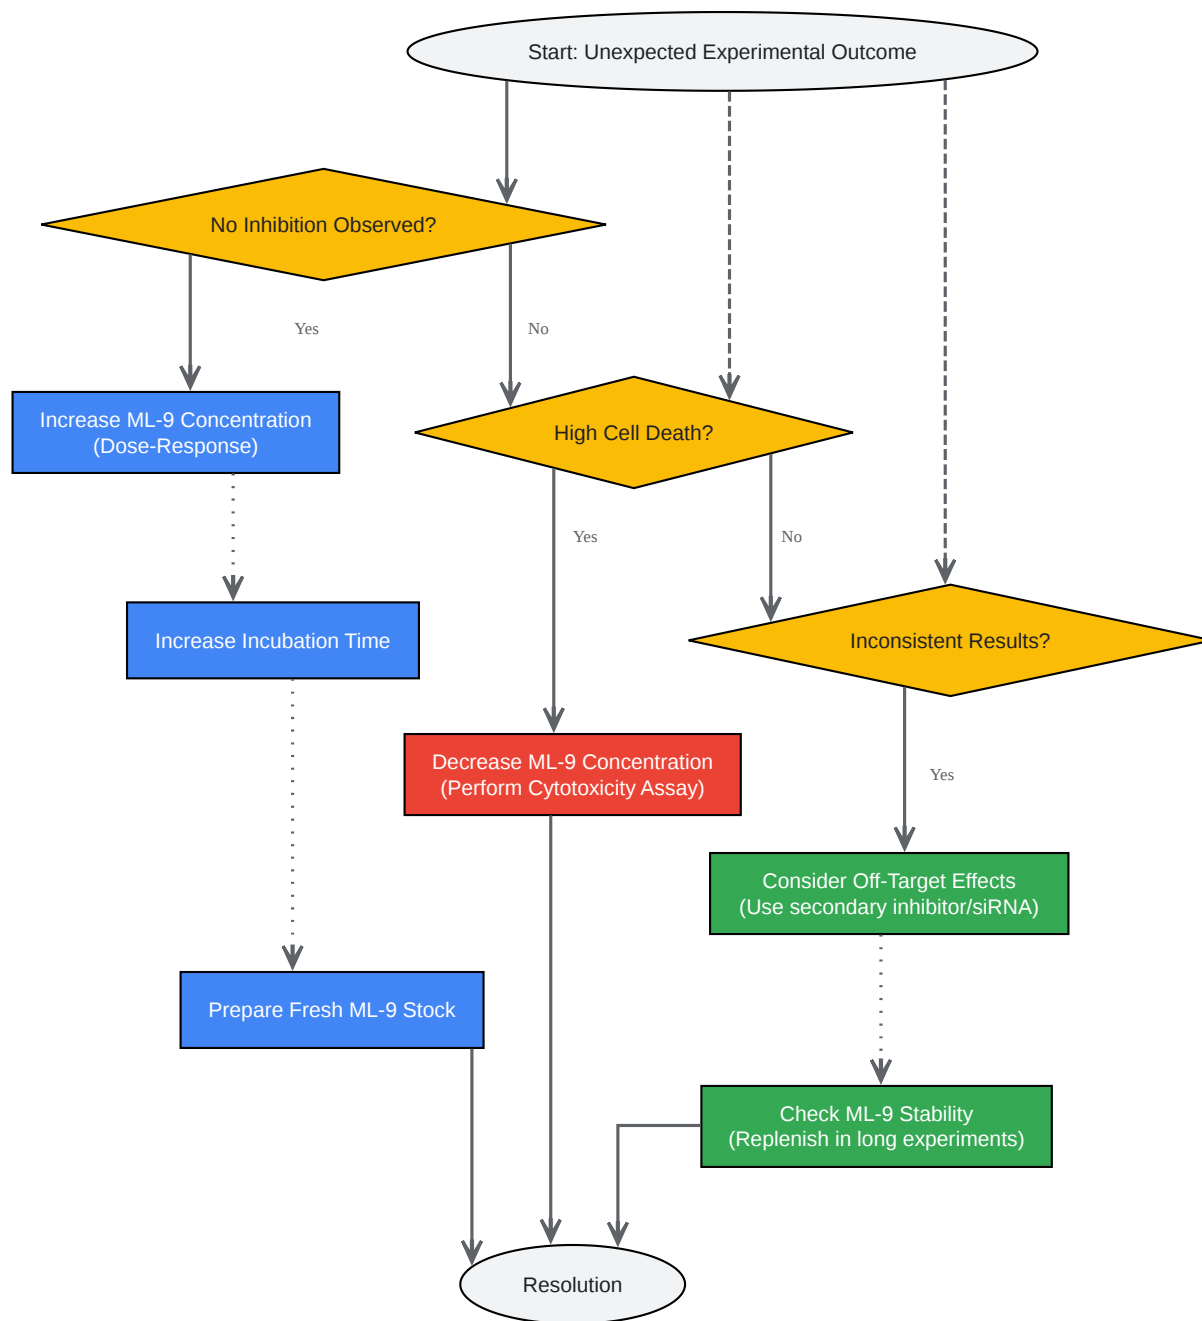 Start: Unexpected Experimental Outcome
No Inhibition Observed?
Yes
No
Increase ML-9 Concentration
(Dose-Response)
High Cell Death?
Yes
No
Increase Incubation Time
Inconsistent Results?
Decrease ML-9 Concentration
(Perform Cytotoxicity Assay)
Yes
Consider Off-Target Effects
(Use secondary inhibitor/siRNA)
Prepare Fresh ML-9 Stock
Check ML-9 Stability
(Replenish in long experiments)
Resolution